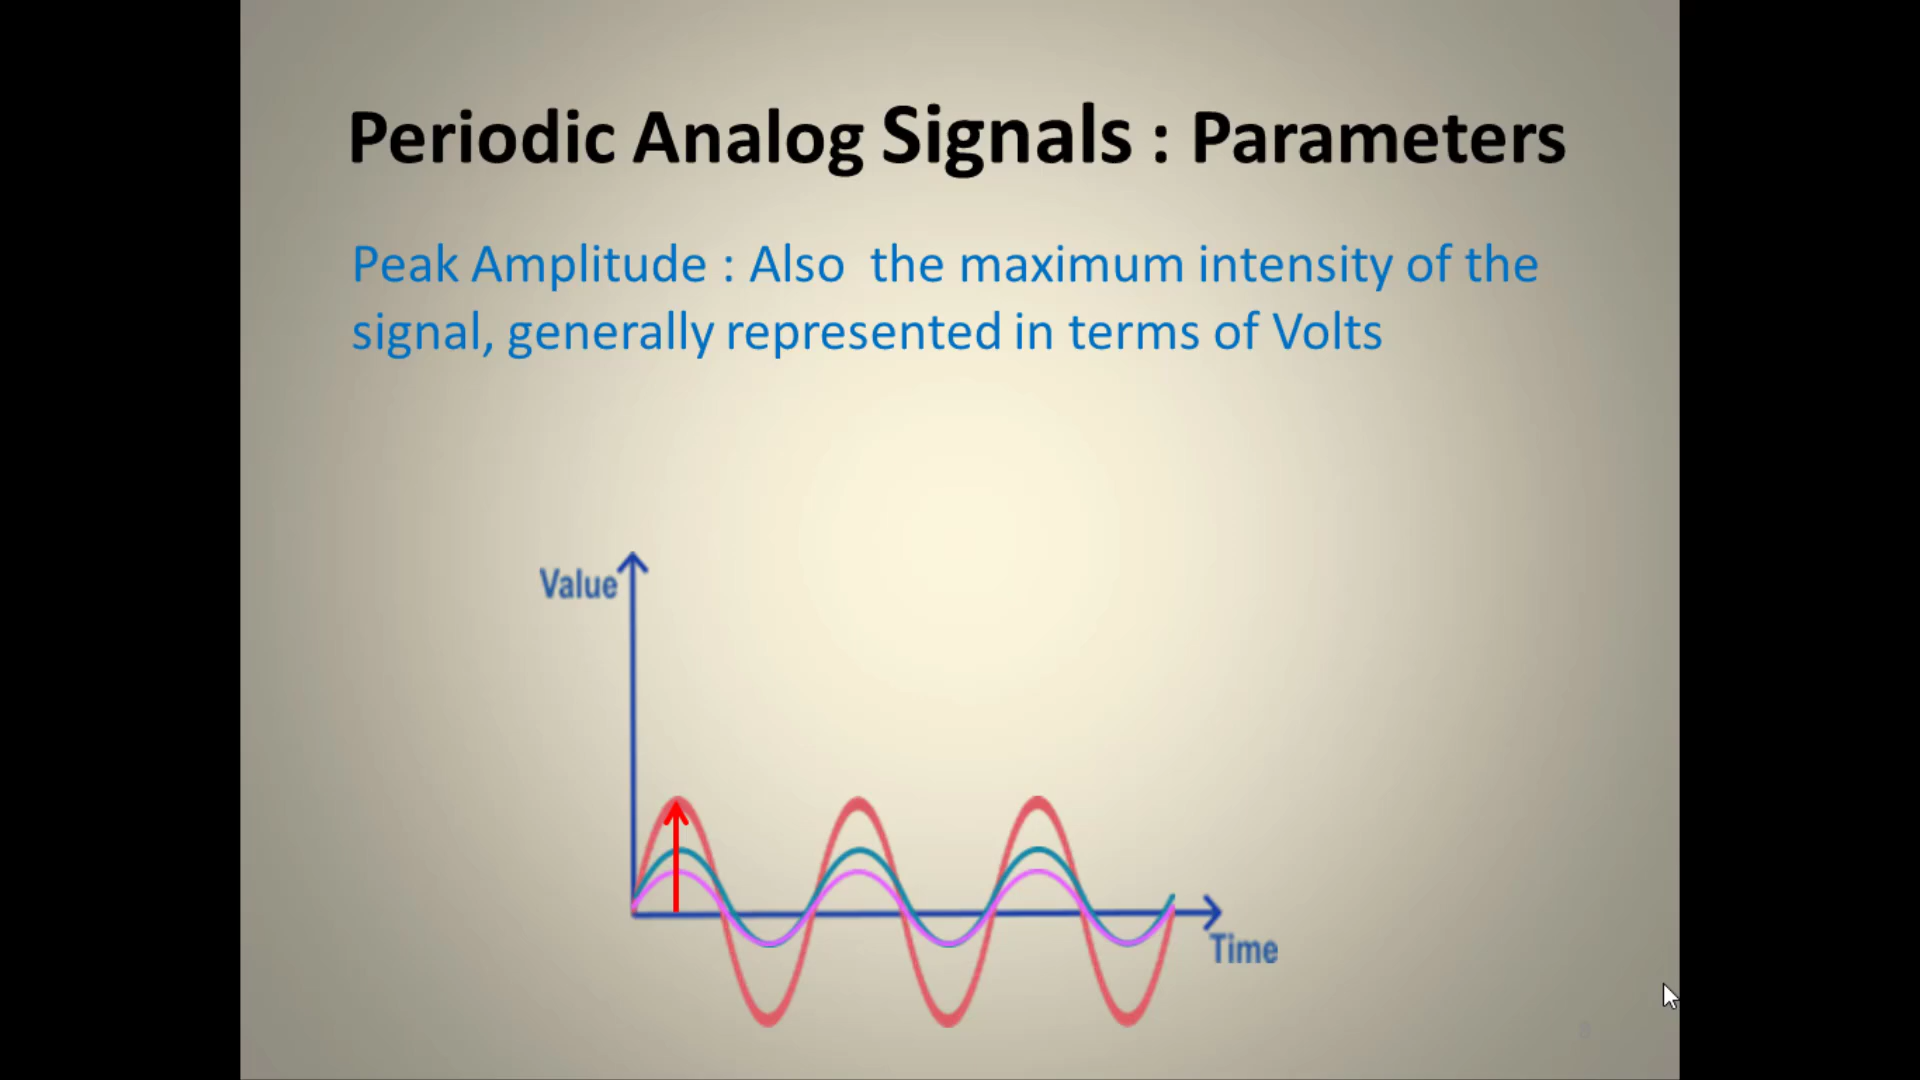 Periodic Analog Signals : Parameters
Peak Amplitude : Also the maximum intensity of the
signal, generally represented in terms of Volts
Value
Time